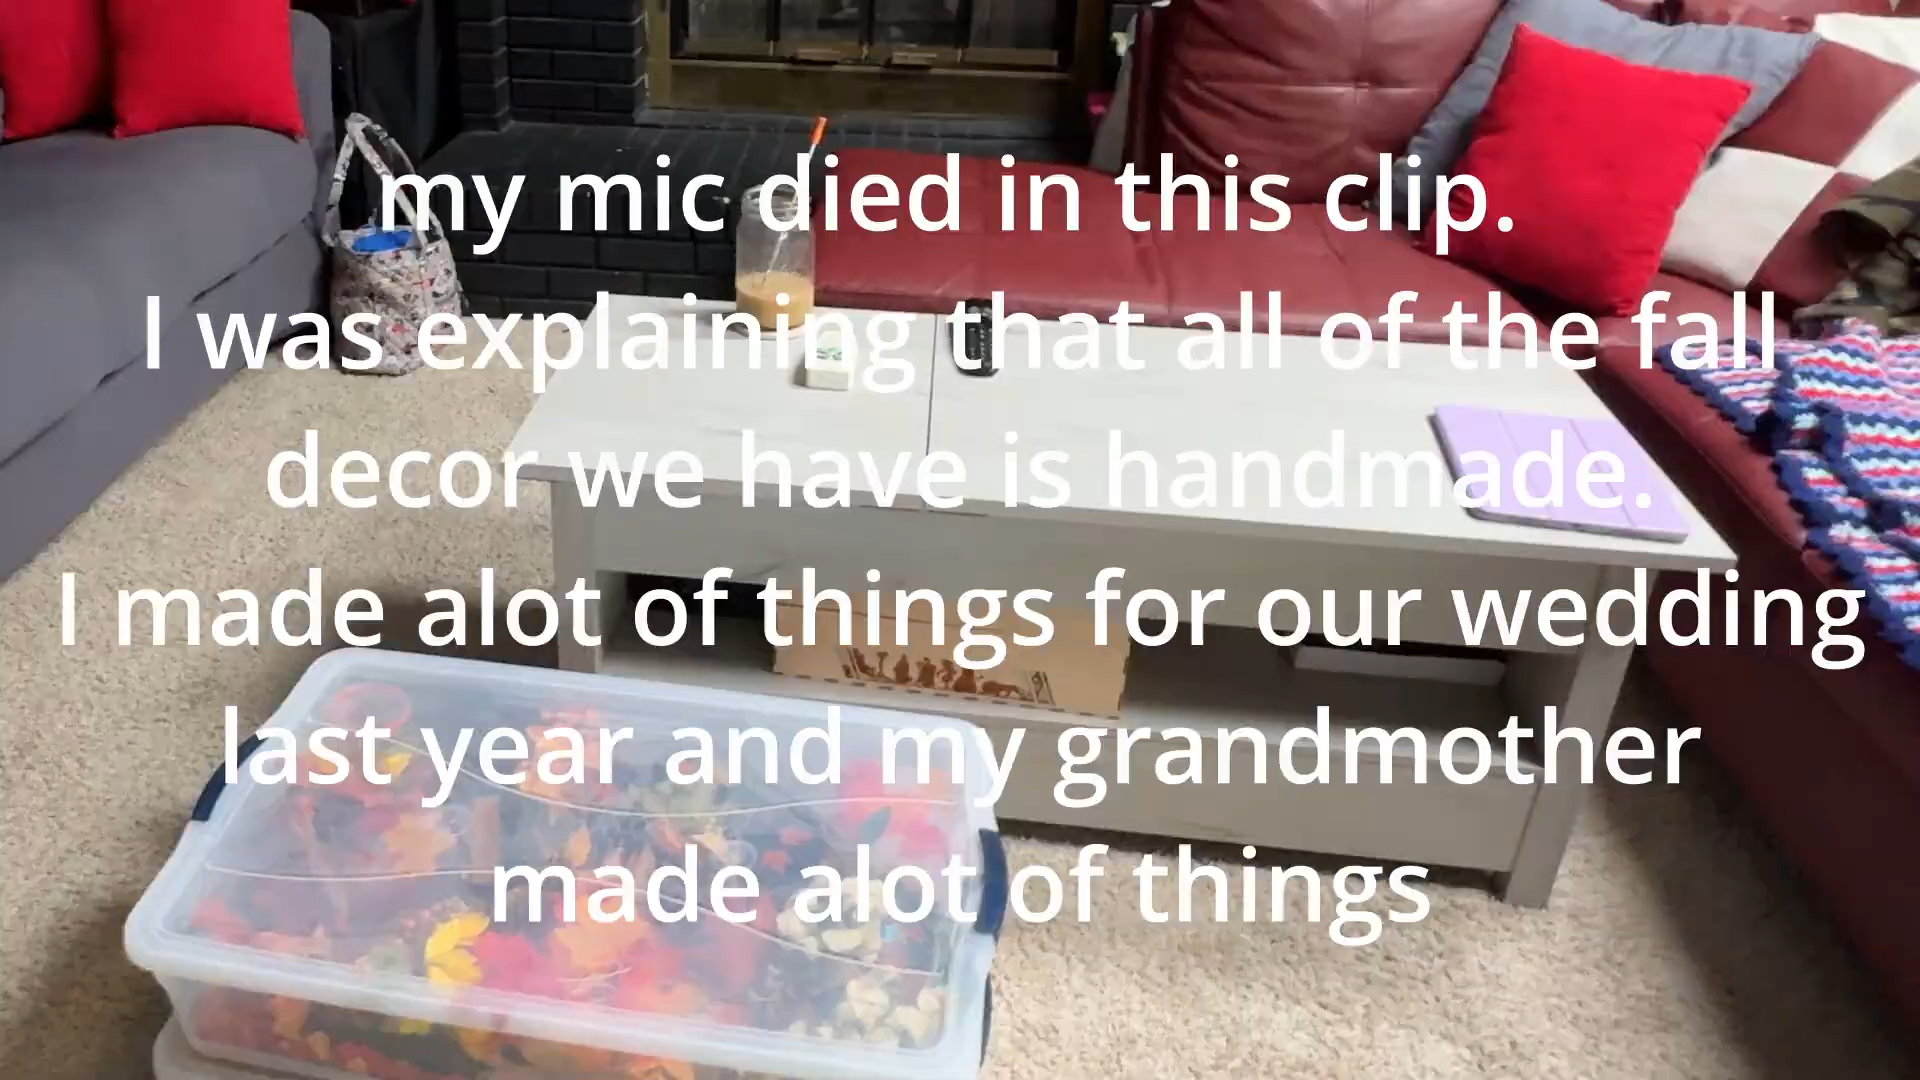 my mic died in this clip.
I was explaining that all of the fall
decor we have is handmade.
I made alot of things for our wedding
last year and my grandmother
made alot of things